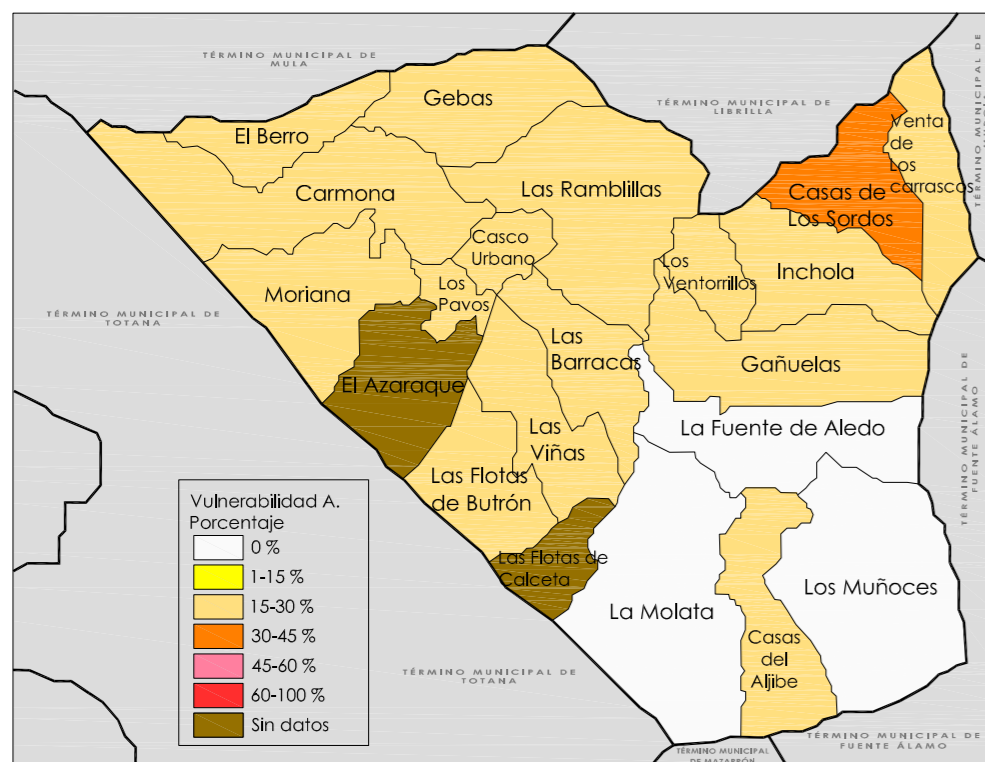 TÉRMINO MUNICIPAL DE
MULA
TÉRMINO MUNICIPAL DE
LIBRILLA
TÉRMINO MUNICIPAL DE
Gebas
El Berro
Venta
de
Los
carrascos
Carmona
Las Ramblillas
Casas de
Los Sordos
Casco
Urbano
Los
Ventorrillos
Inchola
Moriana
Los
Pavos
TÉRMINO MUNICIPAL DE
TOTANA
Las
Barracas
Gañuelas
El Azaraque
TÉRMINO MUNICIPAL DE
FUENTE ÁLAMO
La Fuente de Aledo
Las
Viñas
Las Flotas
de Butrón
Las Flotas de
Calceta
La Molata
Los Muñoces
Casas
del
Aljibe
Vulnerabilidad A.
Porcentaje
0 %
1-15 %
15-30 %
30-45 %
45-60 %
60-100 %
Sin datos
TÉRMINO MUNICIPAL DE
TOTANA
TÉRMINO MUNICIPAL DE
FUENTE ÁLAMO
TÉRMINO MUNICIPAL
DE MAZARRÓN